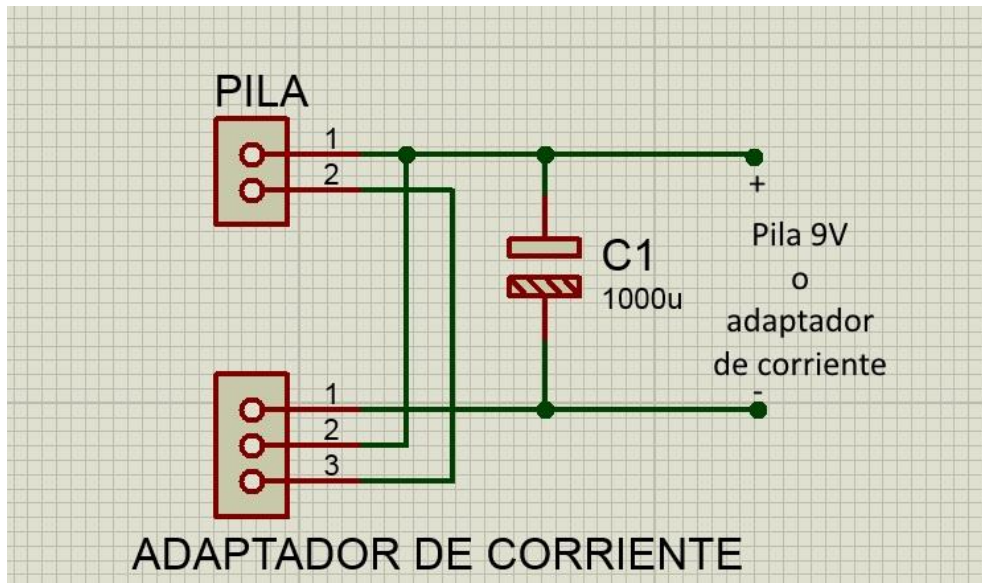 PILA
1
2
+
Pila 9V
o
adaptador
de corriente
-
C1
1000u
1
2
3
ADAPTADOR DE CORRIENTE